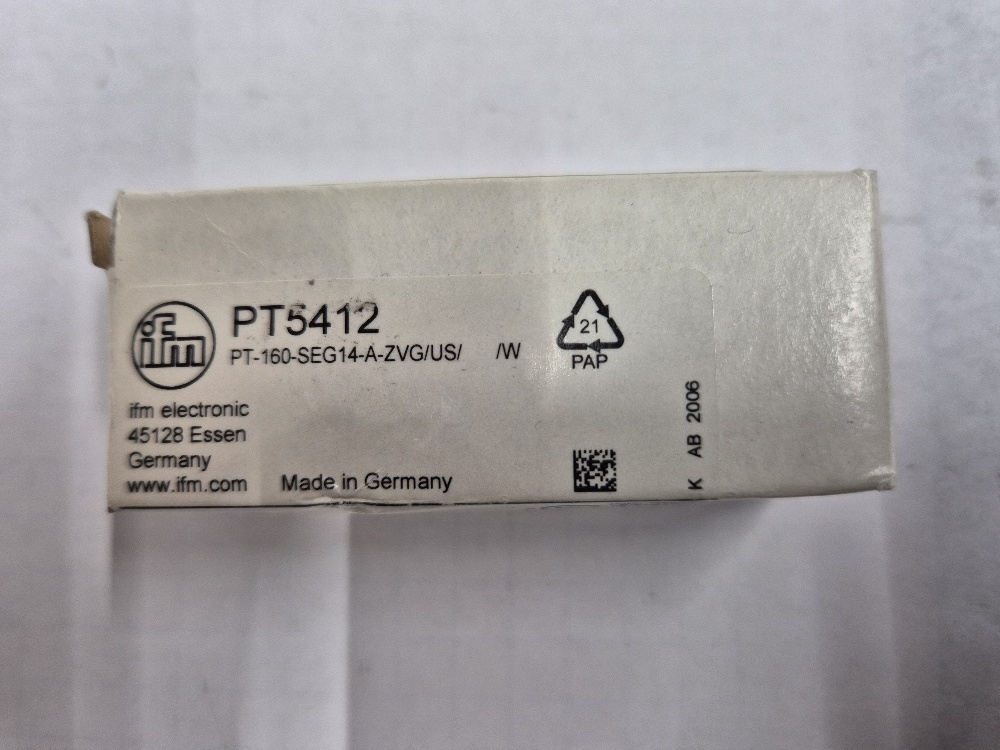 ifm
PT5412
PT-160-SEG14-A-ZVG/US/ /W
21
PAP
ifm electronic
45128 Essen
Germany
www.ifm.com
Made in Germany
K AB 2006